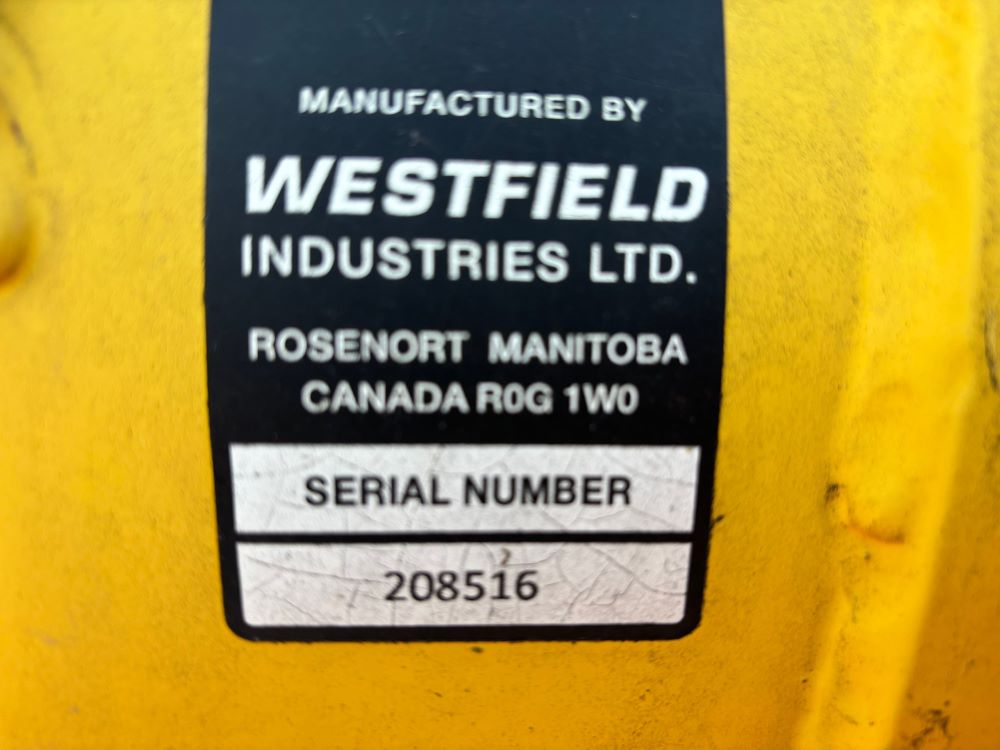 MANUFACTURED BY
WESTFIELD
INDUSTRIES LTD.
ROSENORT MANITOBA
CANADA R0G 1W0
SERIAL NUMBER
208516